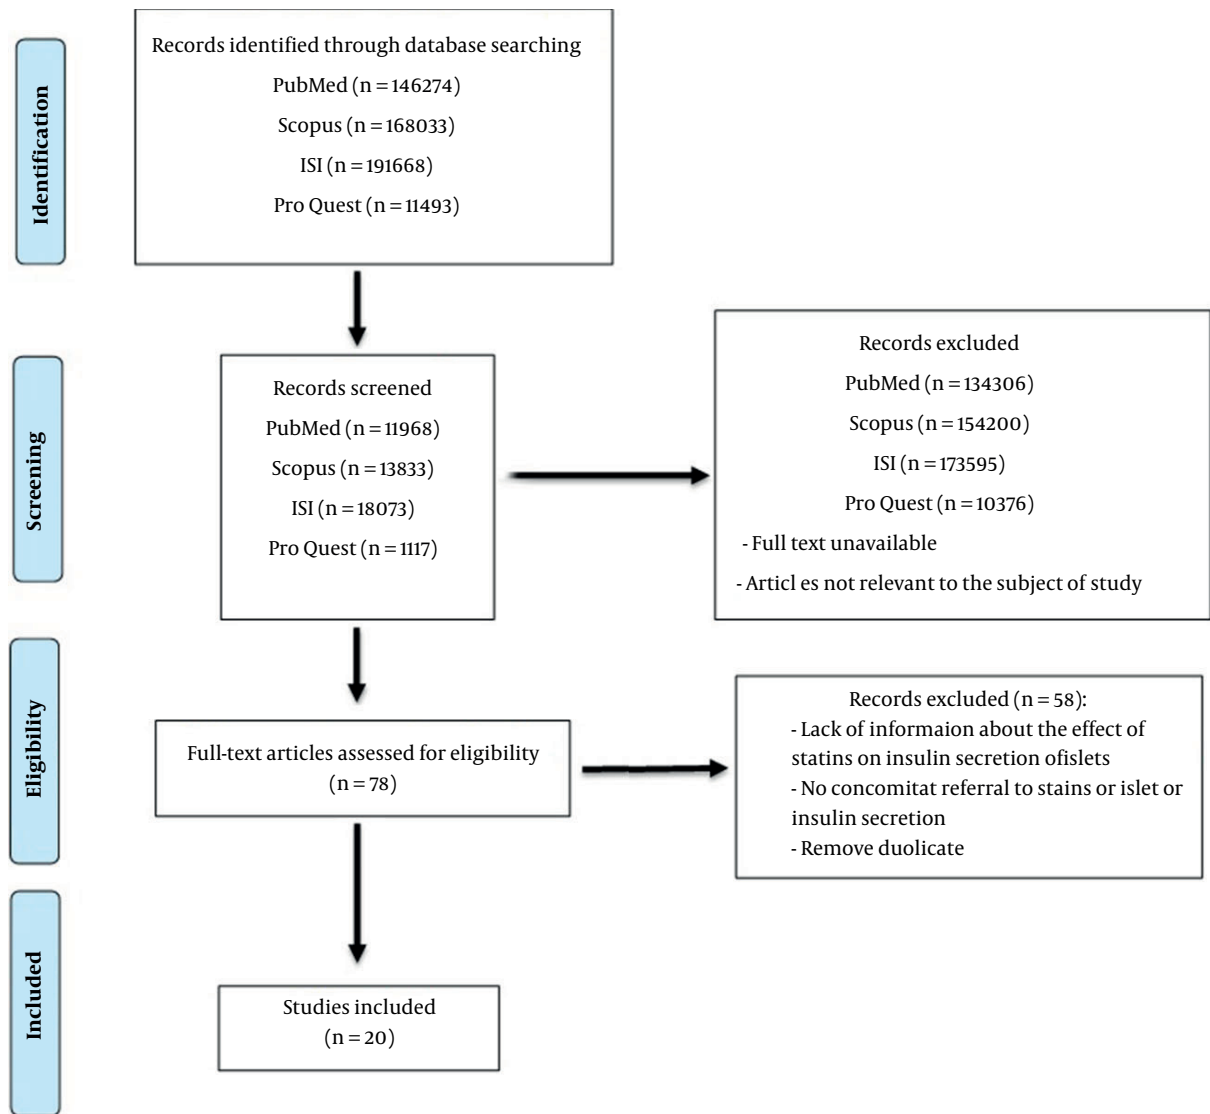 Identification
Records identified through database searching
PubMed (n = 146274)
Scopus (n = 168033)
ISI (n = 191668)
Pro Quest (n = 11493)
Screening
Records screened
PubMed (n = 11968)
Scopus (n = 13833)
ISI (n = 18073)
Pro Quest (n = 1117)
Records excluded
PubMed (n = 134306)
Scopus (n = 154200)
ISI (n = 173595)
Pro Quest (n = 10376)
- Full text unavailable
- Articl es not relevant to the subject of study
Eligibility
Full-text articles assessed for eligibility
(n = 78)
Records excluded (n = 58):
- Lack of informaion about the effect of
statins on insulin secretion ofislets
- No concomitat referral to stains or islet or
insulin secretion
- Remove duolicate
Included
Studies included
(n = 20)